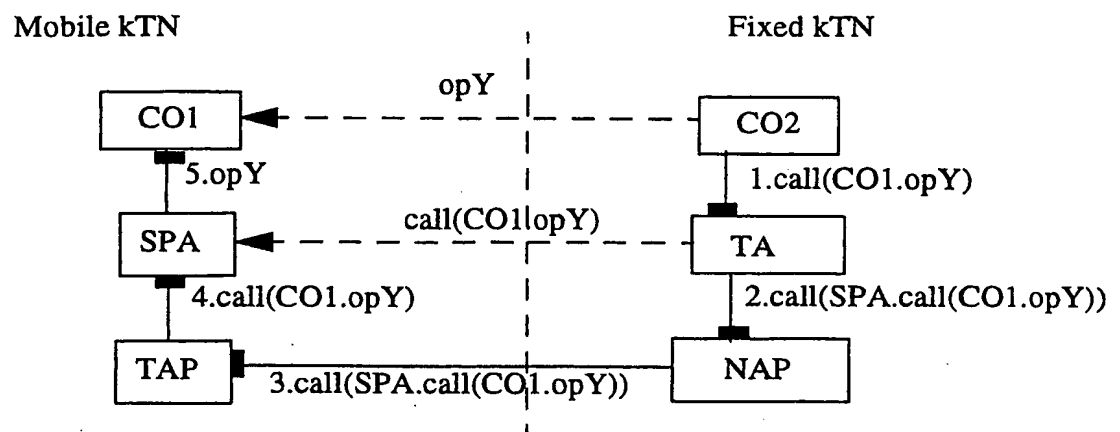 Mobile kTN
Fixed kTN
opY
CO1
CO2
5.opY
1.call(CO1.opY)
SPA
call(CO1.opY)
TA
4.call(CO1.opY)
2.call(SPA.call(CO1.opY))
TAP
3.call(SPA.call(CO1.opY))
NAP